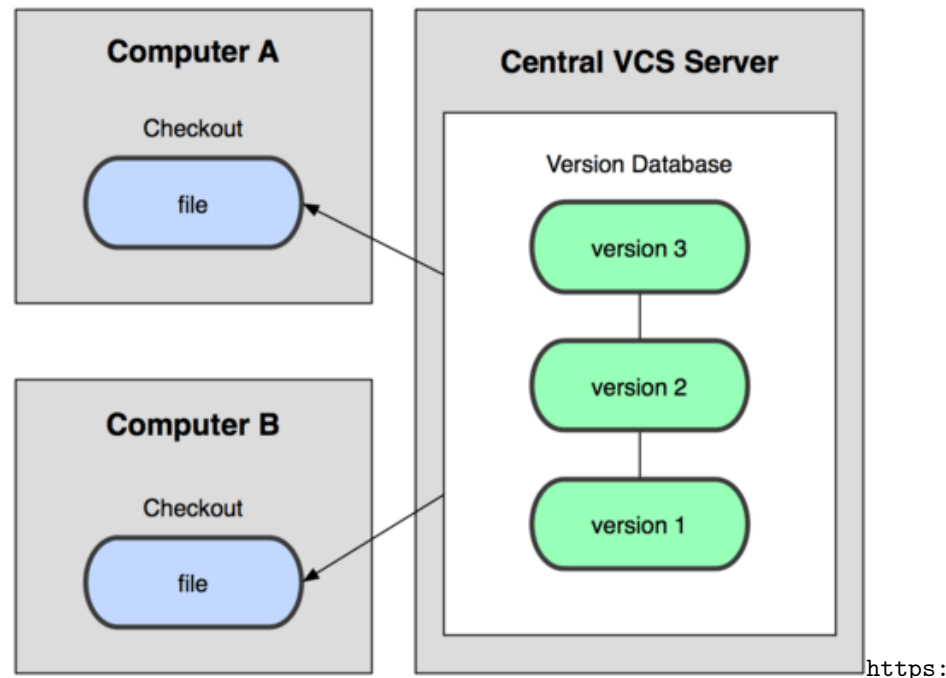 Computer A
Checkout
file
Computer B
Checkout
file
Central VCS Server
Version Database
version 3
version 2
version 1
https: